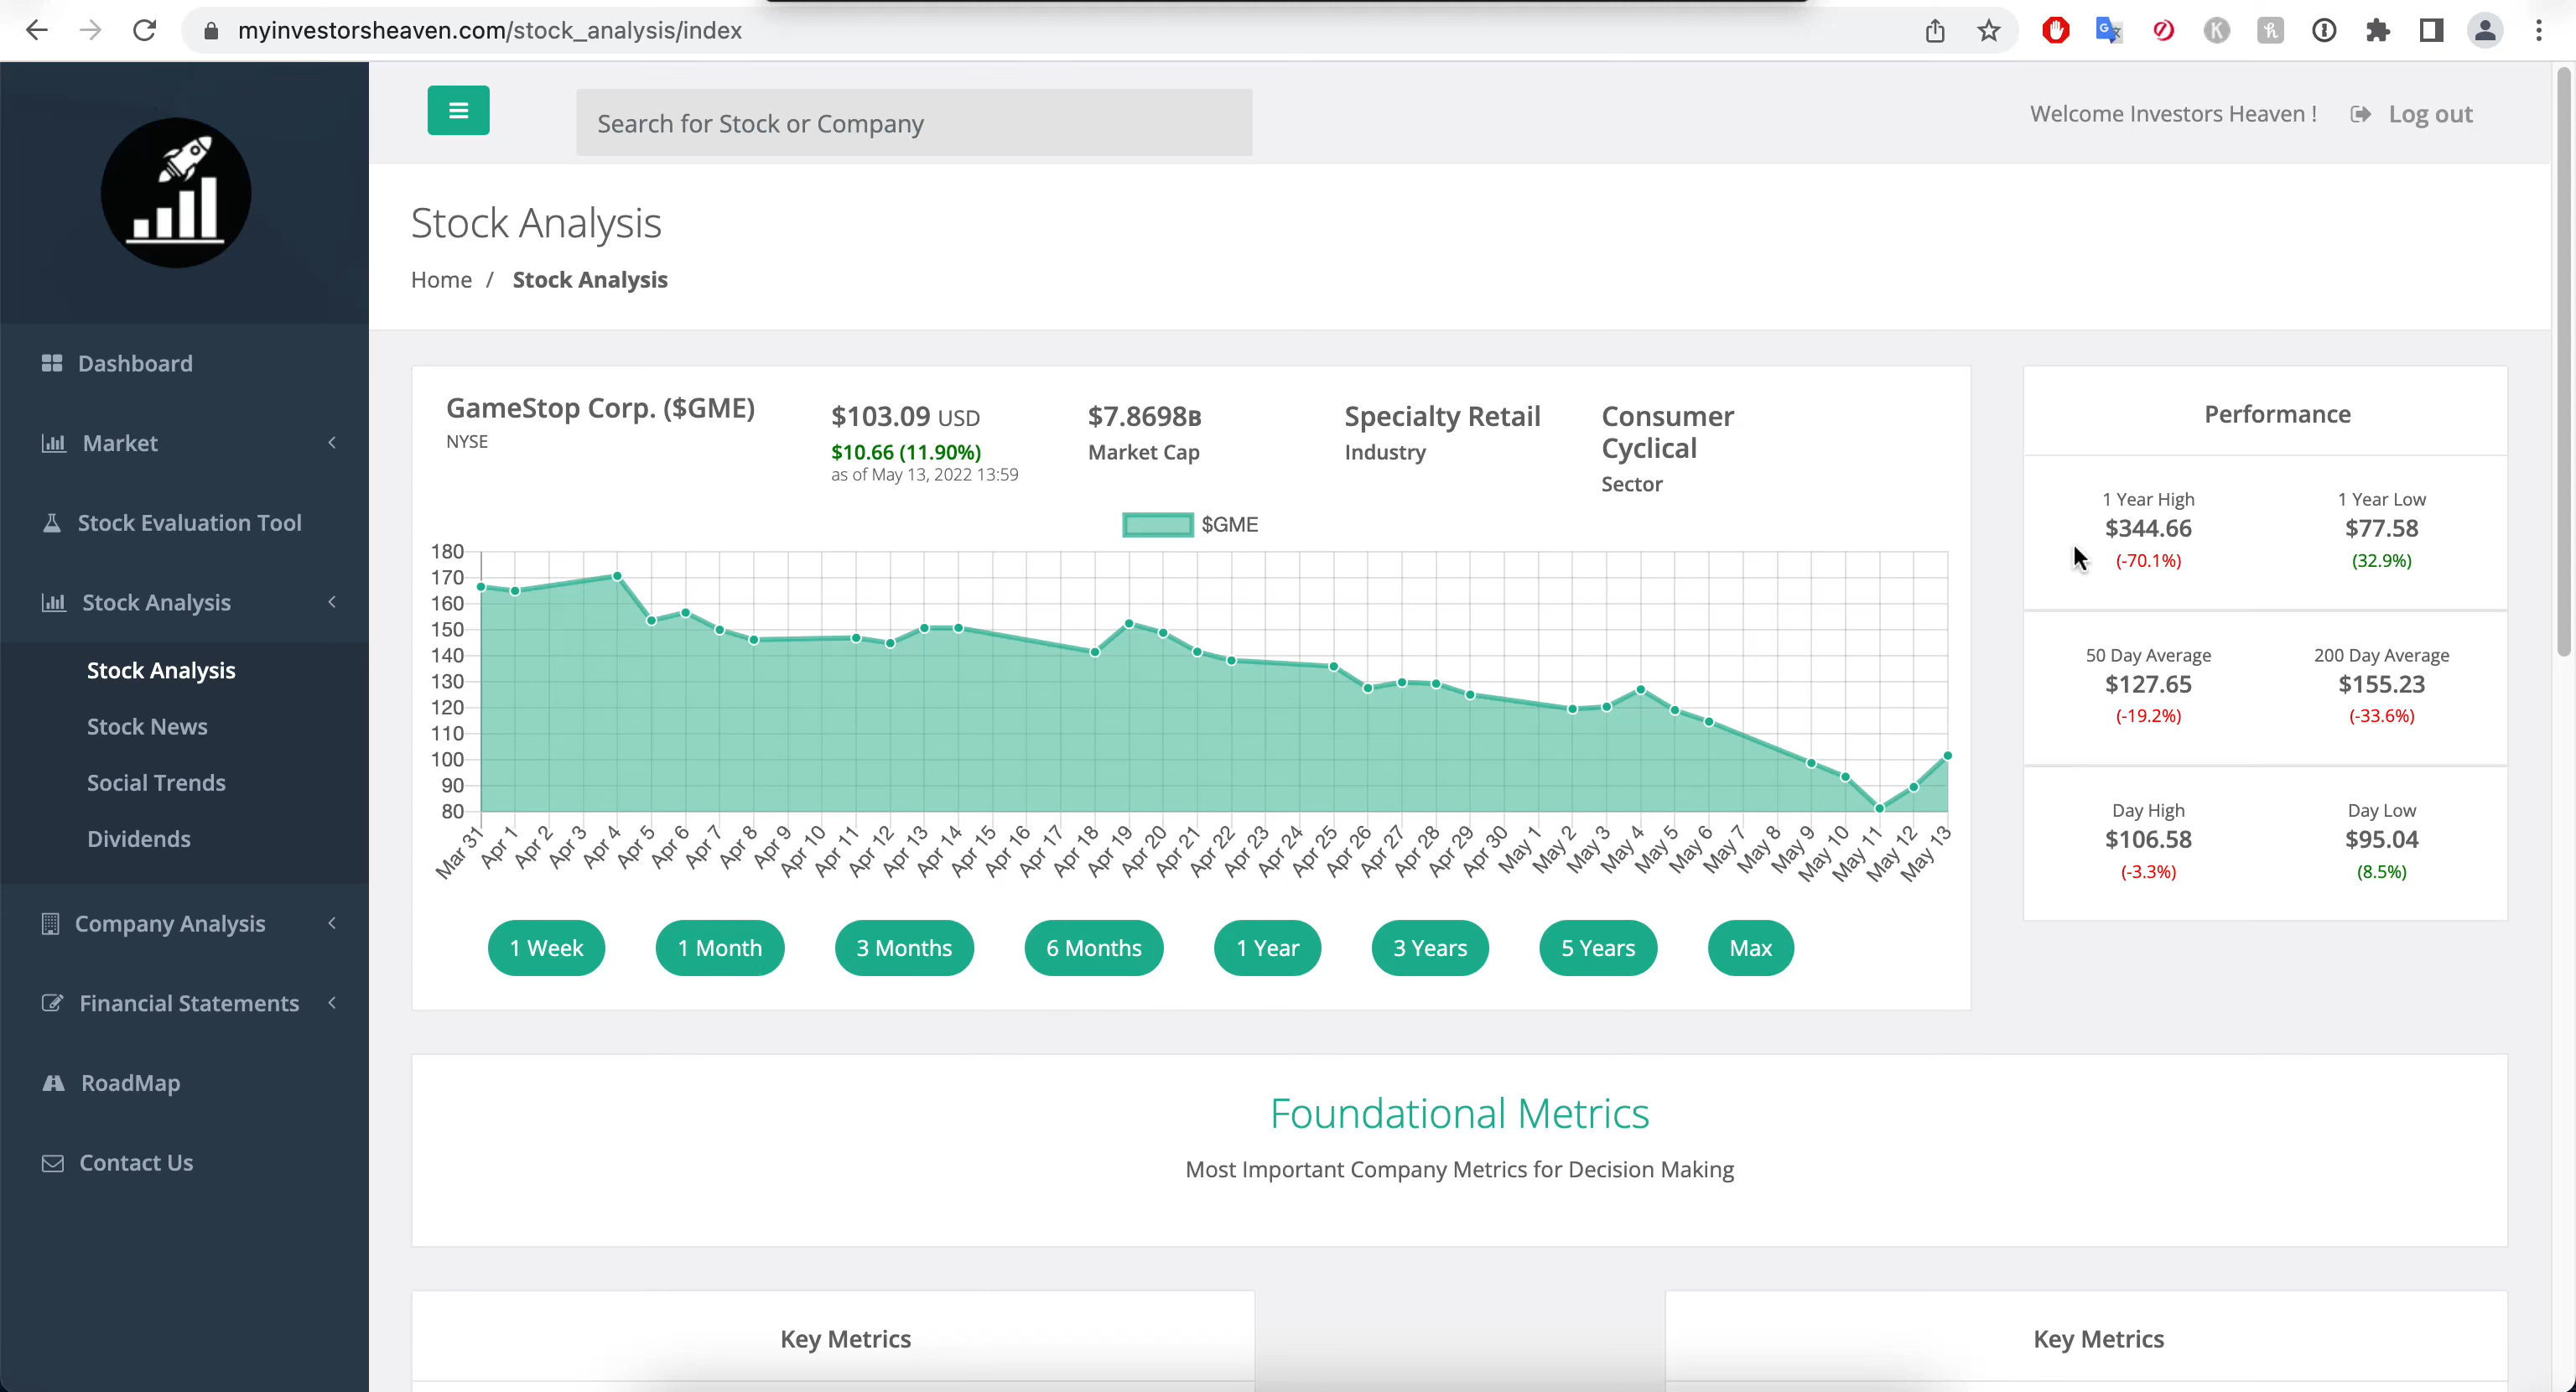 myinvestorsheaven.com/stock_analysis/index
Search for Stock or Company
Welcome Investors Heaven !
Log out
Dashboard
Market
Stock Evaluation Tool
Stock Analysis
Stock Analysis
Stock News
Social Trends
Dividends
Company Analysis
Financial Statements
RoadMap
Contact Us
Stock Analysis
Home / Stock Analysis
GameStop Corp. ($GME)
NYSE
$103.09 USD
$10.66 (11.90%)
as of May 13, 2022 13:59
$7.8698B
Market Cap
Specialty Retail
Industry
Consumer
Cyclical
Sector
$GME
180
170
160
150
140
130
120
110
100
90
80
Mar 31
Apr 1
Apr 2
Apr 3
Apr 4
Apr 5
Apr 6
Apr 7
Apr 8
Apr 9
Apr 10
Apr 11
Apr 12
Apr 13
Apr 14
Apr 15
Apr 16
Apr 17
Apr 18
Apr 19
Apr 20
Apr 21
Apr 22
Apr 23
Apr 24
Apr 25
Apr 26
Apr 27
Apr 28
Apr 29
Apr 30
May 1
May 2
May 3
May 4
May 5
May 6
May 7
May 8
May 9
May 10
May 11
May 12
May 13
1 Week
1 Month
3 Months
6 Months
1 Year
3 Years
5 Years
Max
Performance
1 Year High
$344.66
(-70.1%)
1 Year Low
$77.58
(32.9%)
50 Day Average
$127.65
(-19.2%)
200 Day Average
$155.23
(-33.6%)
Day High
$106.58
(-3.3%)
Day Low
$95.04
(8.5%)
Foundational Metrics
Most Important Company Metrics for Decision Making
Key Metrics
Key Metrics